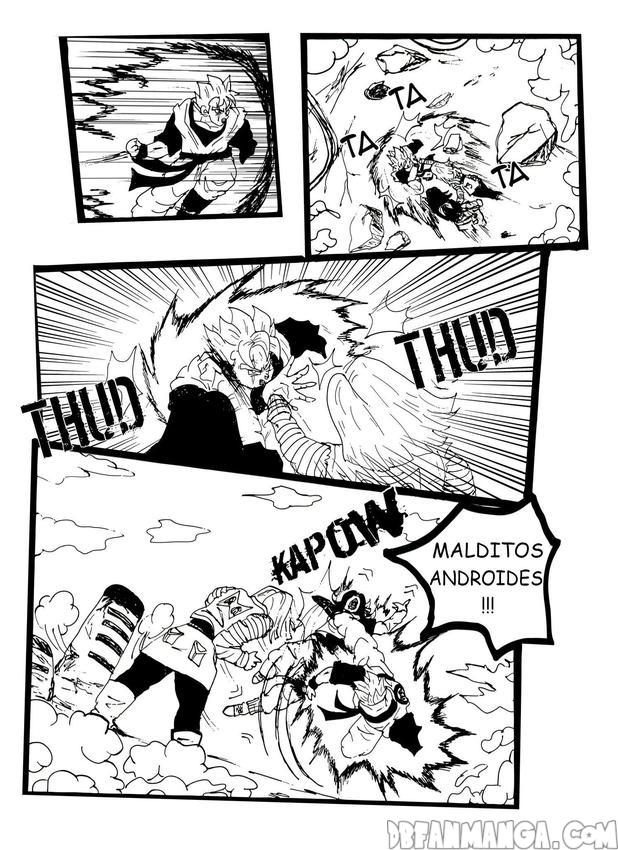 TA
TA
TA
TA
THUD
THUD
KAPOW
MALDITOS
ANDROIDES
!!!
DBFANMANGA.COM